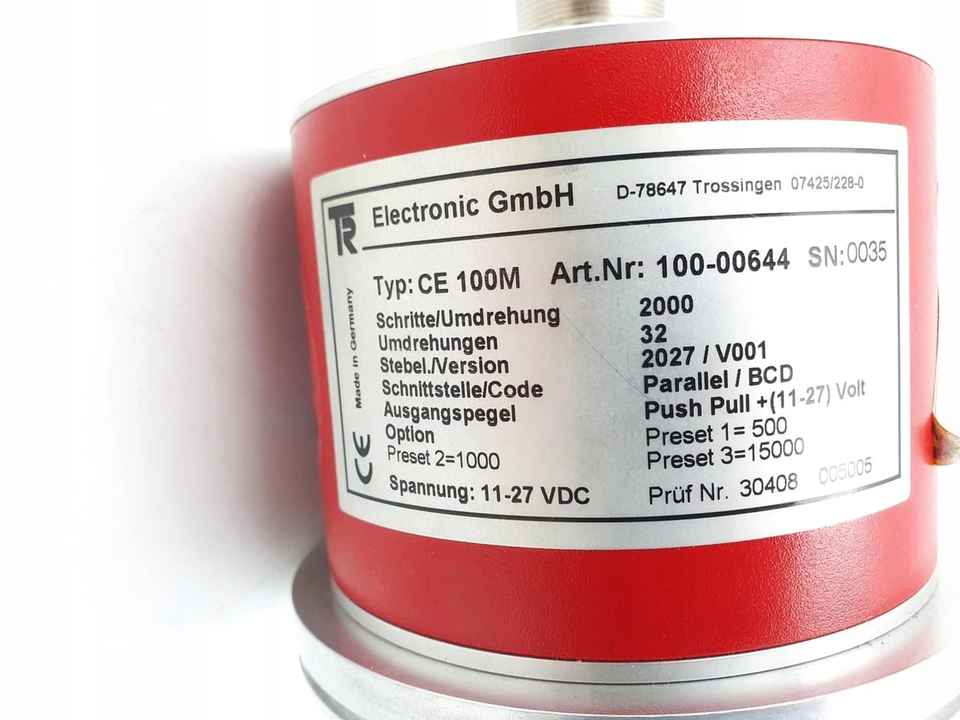 TR Electronic GmbH D-78647 Trossingen 07425/228-0
Typ: CE 100M Art.Nr: 100-00644 SN:0035
Schritte/Umdrehung 2000
Umdrehungen 32
Stebel./Version 2027 / V001
Schnittstelle/Code Parallel / BCD
Ausgangspegel Push Pull +(11-27) Volt
Option Preset 1= 500
Preset 2=1000 Preset 3=15000
Spannung: 11-27 VDC Prüf Nr. 30408 005005
Made in Germany
CE